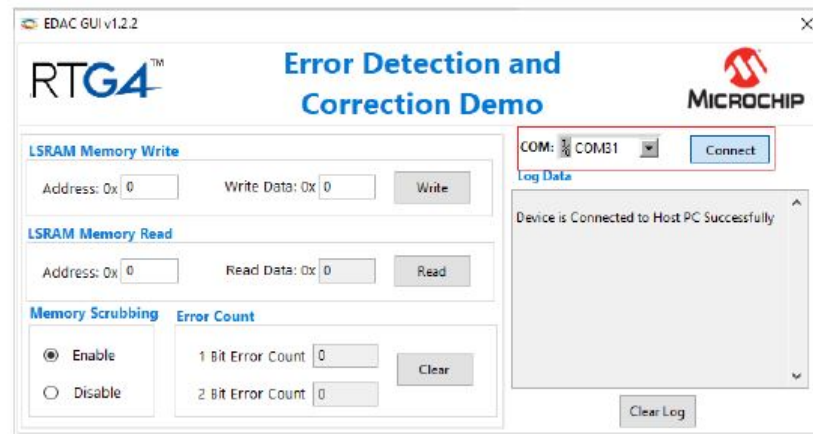 EDAC GUI v1.2.2
RTG4™
Error Detection and
Correction Demo
MICROCHIP
LSRAM Memory Write
Address: 0x 0 Write Data: 0x 0 Write
COM: COM31 Connect
Log Data
Device is Connected to Host PC Successfully
LSRAM Memory Read
Address: 0x 0 Read Data: 0x 0 Read
Memory Scrubbing
Enable
Disable
Error Count
1 Bit Error Count 0
2 Bit Error Count 0
Clear
Clear Log